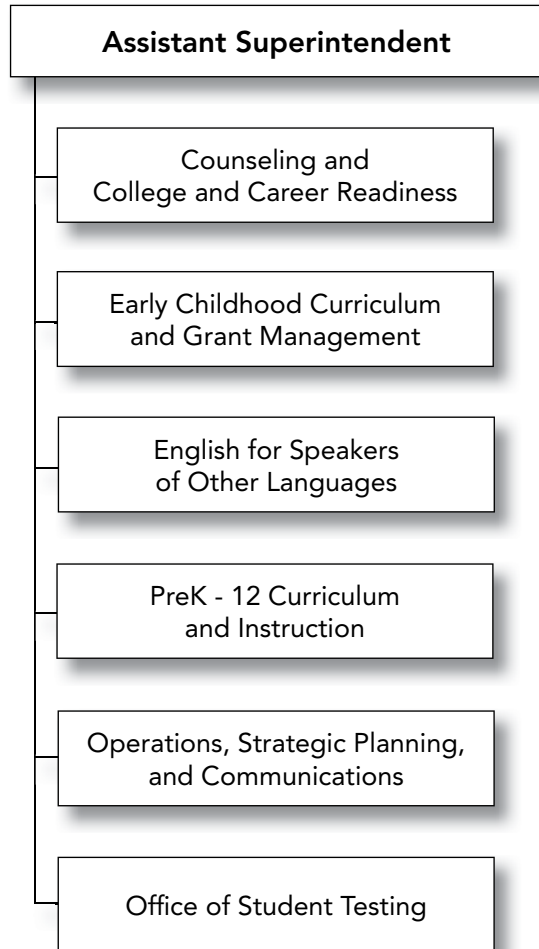 Assistant Superintendent
Counseling and
College and Career Readiness
Early Childhood Curriculum
and Grant Management
English for Speakers
of Other Languages
PreK - 12 Curriculum
and Instruction
Operations, Strategic Planning,
and Communications
Office of Student Testing